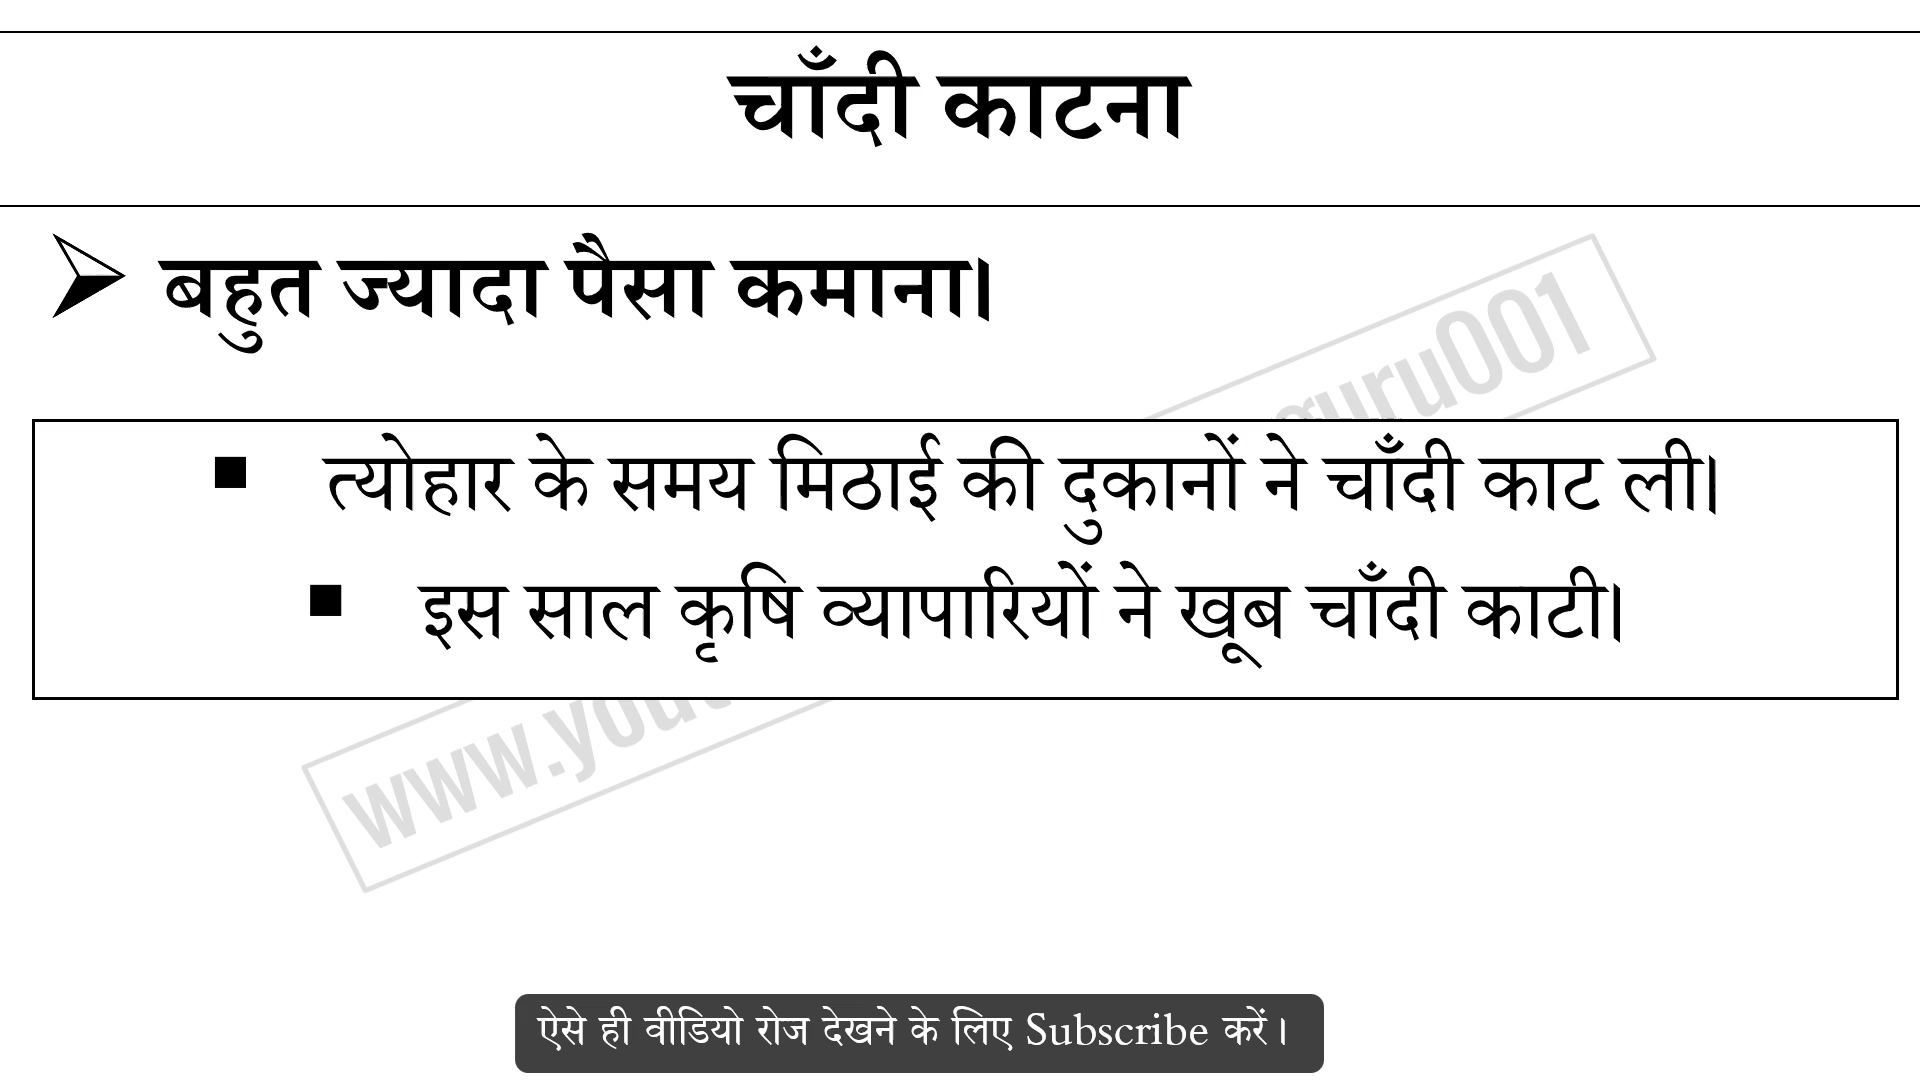 चाँदी काटना
बहुत ज्यादा पैसा कमाना।
त्योहार के समय मिठाई की दुकानों ने चाँदी काट ली।
इस साल कृषि व्यापारियों ने खूब चाँदी काटी।
ऐसे ही वीडियो रोज देखने के लिए Subscribe करें।